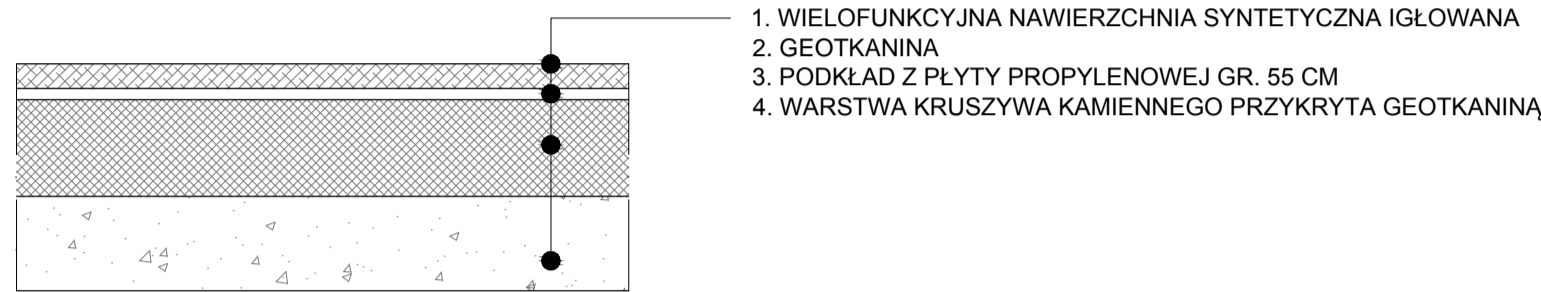 1. WIELOFUNKCYJNA NAWIERZCHNIA SYNTETYCZNA IGŁOWANA
2. GEOTKANINA
3. PODKŁAD Z PŁYTY PROPYLENOWEJ GR. 55 CM
4. WARSTWA KRUSZYWA KAMIENNEGO PRZYKRYTA GEOTKANINĄ